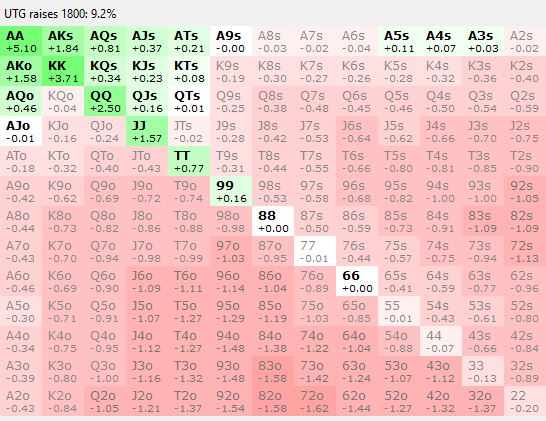 UTG raises 1800: 9.2%
AA AKs AQs AJs ATs A9s A8s A7s A6s A5s A4s A3s A2s
+5.10 +1.84 +0.81 +0.37 +0.21 -0.00 -0.03 -0.07 -0.04 +0.11 +0.07 +0.03 -0.02
AKo KK KQs KJs KTs K9s K8s K7s K6s K5s K4s K3s K2s
+1.58 +3.71 +0.34 +0.23 +0.08 -0.19 -0.30 -0.27 -0.26 -0.28 -0.32 -0.36 -0.40
AQo KQo QQ QJs QTs Q9s Q8s Q7s Q6s Q5s Q4s Q3s Q2s
+0.46 -0.04 +2.50 +0.16 +0.01 -0.25 -0.38 -0.48 -0.45 -0.46 -0.50 -0.54 -0.59
AJo KJo QJo JJ JTs J9s J8s J7s J6s J5s J4s J3s J2s
-0.01 -0.16 -0.24 +1.57 -0.02 -0.28 -0.42 -0.53 -0.64 -0.62 -0.66 -0.70 -0.75
ATo KTo QTo JTo TT T9s T8s T7s T6s T5s T4s T3s T2s
-0.18 -0.32 -0.40 -0.43 +0.77 -0.31 -0.44 -0.55 -0.66 -0.80 -0.81 -0.85 -0.90
A9o K9o Q9o J9o T9o 99 98s 97s 96s 95s 94s 93s 92s
-0.42 -0.62 -0.69 -0.72 -0.74 +0.16 -0.53 -0.58 -0.68 -0.82 -1.00 -1.00 -1.05
A8o K8o Q8o J8o T8o 98o 88 87s 86s 85s 84s 83s 82s
-0.44 -0.73 -0.82 -0.86 -0.88 -0.98 +0.00 -0.50 -0.59 -0.73 -0.91 -1.09 -1.09
A7o K7o Q7o J7o T7o 97o 87o 77 76s 75s 74s 73s 72s
-0.43 -0.70 -0.94 -0.98 -0.99 -1.03 -0.95 -0.01 -0.44 -0.57 -0.75 -0.94 -1.13
A6o K6o Q6o J6o T6o 96o 86o 76o 66 65s 64s 63s 62s
-0.46 -0.69 -0.90 -1.09 -1.11 -1.14 -1.04 -0.89 +0.00 -0.41 -0.59 -0.77 -0.96
A5o K5o Q5o J5o T5o 95o 85o 75o 65o 55 54s 53s 52s
-0.30 -0.71 -0.91 -1.07 -1.27 -1.29 -1.19 -1.03 -0.85 -0.01 -0.43 -0.61 -0.80
A4o K4o Q4o J4o T4o 94o 84o 74o 64o 54o 44 43s 42s
-0.34 -0.75 -0.95 -1.12 -1.27 -1.48 -1.38 -1.22 -1.04 -0.88 -0.07 -0.66 -0.84
A3o K3o Q3o J3o T3o 93o 83o 73o 63o 53o 43o 33 32s
-0.39 -0.80 -1.00 -1.16 -1.32 -1.48 -1.58 -1.42 -1.24 -1.07 -1.12 -0.13 -0.89
A2o K2o Q2o J2o T2o 92o 82o 72o 62o 52o 42o 32o 22
-0.43 -0.84 -1.05 -1.21 -1.37 -1.54 -1.58 -1.62 -1.44 -1.27 -1.32 -1.37 -0.20